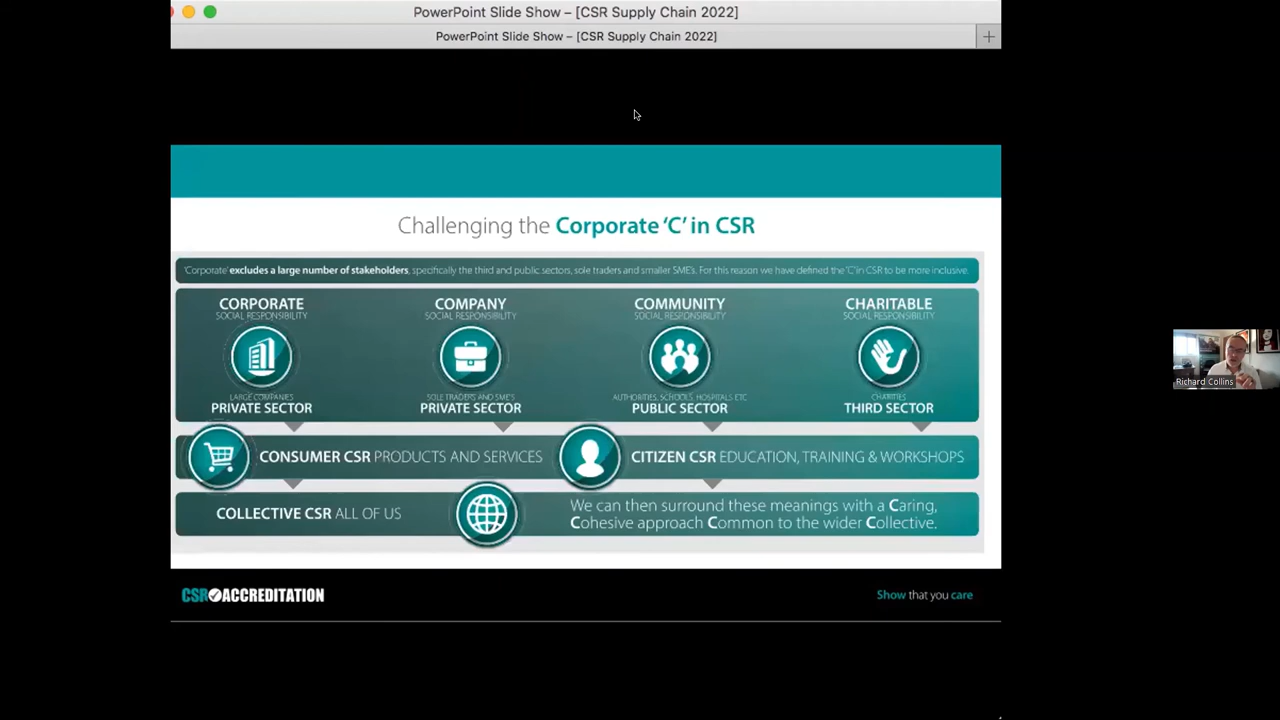 PowerPoint Slide Show – [CSR Supply Chain 2022]
PowerPoint Slide Show – [CSR Supply Chain 2022]
Challenging the Corporate 'C' in CSR
'Corporate' excludes a large number of stakeholders, specifically the third and public sectors, sole traders and smaller SME's. For this reason we have defined the 'C' in CSR to be more inclusive.
CORPORATE
SOCIAL RESPONSIBILITY
LARGE COMPANIES
PRIVATE SECTOR
COMPANY
SOCIAL RESPONSIBILITY
SOLE TRADERS AND SME'S
PRIVATE SECTOR
COMMUNITY
SOCIAL RESPONSIBILITY
AUTHORITIES, SCHOOLS, HOSPITALS ETC
PUBLIC SECTOR
CHARITABLE
SOCIAL RESPONSIBILITY
CHARITIES
THIRD SECTOR
CONSUMER CSR PRODUCTS AND SERVICES
CITIZEN CSR EDUCATION, TRAINING & WORKSHOPS
COLLECTIVE CSR ALL OF US
We can then surround these meanings with a Caring,
Cohesive approach Common to the wider Collective.
CSR ACCREDITATION
Show that you care
Richard Collins